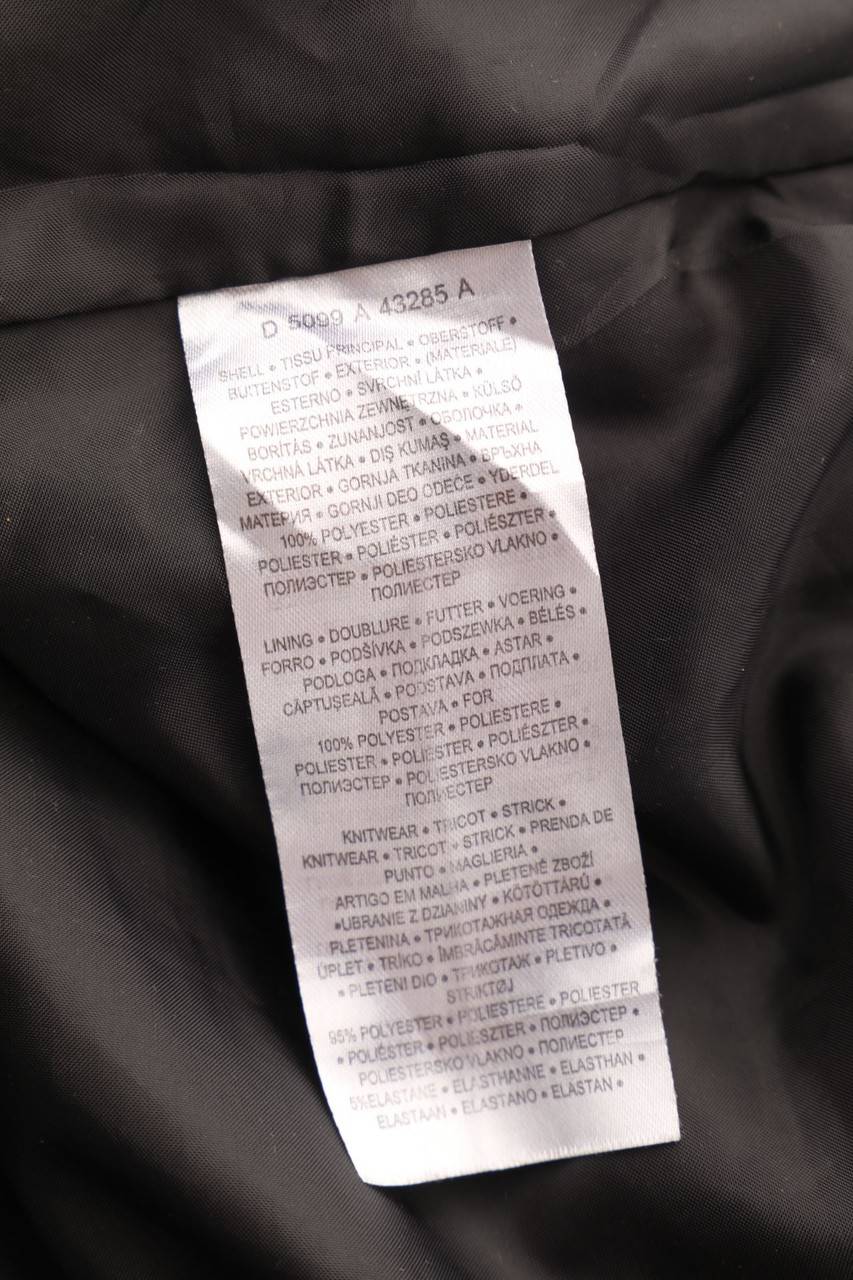 D 5099 A 43285 A
SHELL • TISSU PRINCIPAL • OBERSTOFF •
BUITENSTOF • EXTERIOR • (MATERIALE)
ESTERNO • SVRCHNÍ LÁTKA •
POWIERZCHNIA ZEWNĘTRZNA • KÜLSŐ
BORÍTÁS • ZUNANJOST • ОБОЛОЧКА •
VRCHNÁ LÁTKA • DIŞ KUMAŞ • MATERIAL
EXTERIOR • GORNJA TKANINA • ВРЪХНА
МАТЕРИЯ • GORNJI DEO ODEĆE • YDERDEL
100% POLYESTER • POLIESTERE •
POLIESTER • POLIÉSTER • POLIÉSZTER •
ПОЛИЭСТЕР • POLIESTERSKO VLAKNO •
ПОЛИЕСТЕР
LINING • DOUBLURE • FUTTER • VOERING •
FORRO • PODŠÍVKA • PODSZEWKA • BÉLÉS •
PODLOGA • ПОДКЛАДКА • ASTAR •
CĂPTUŞEALĂ • PODSTAVA • ПОДПЛАТА •
POSTAVA • FOR
100% POLYESTER • POLIESTERE •
POLIESTER • POLIESTER • POLIÉSZTER •
ПОЛИЭСТЕР • POLIESTERSKO VLAKNO •
ПОЛИЕСТЕР
KNITWEAR • TRICOT • STRICK •
KNITWEAR • TRICOT • STRICK • PRENDA DE
PUNTO • MAGLIERIA •
ARTIGO EM MALHA • PLETENÉ ZBOŽÍ
•UBRANIE Z DZIANINY • KÖTÖTTÁRÚ •
PLETENINA • ТРИКОТАЖНАЯ ОДЕЖДА •
ÚPLET • TRİKO • ÎMBRĂCĂMINTE TRICOTATĂ
• PLETENI DIO • ТРИКОТАЖ • PLETIVO •
STRIKTØJ
95% POLYESTER • POLIESTERE • POLIESTER
• POLIÉSTER • POLIÉSZTER • ПОЛИЭСТЕР •
POLIESTERSKO VLAKNO • ПОЛИЕСТЕР
5%ELASTANE • ELASTHANNE • ELASTHAN •
ELASTAAN • ELASTANO • ELASTAN •